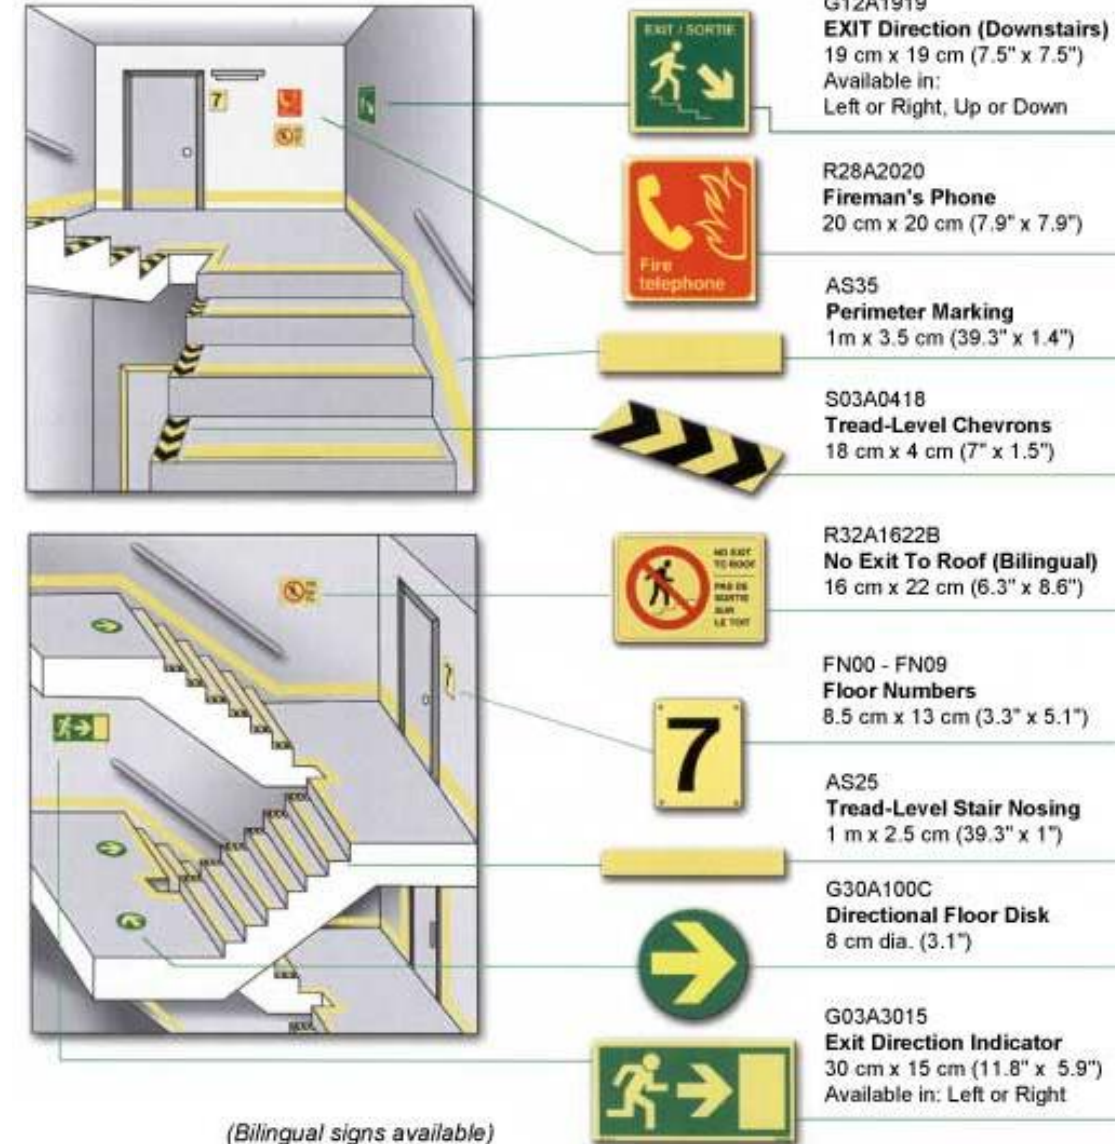 G12A1919
EXIT Direction (Downstairs)
19 cm x 19 cm (7.5" x 7.5")
Available in:
Left or Right, Up or Down
EXIT / SORTIE
7
R28A2020
Fireman's Phone
20 cm x 20 cm (7.9" x 7.9")
Fire
telephone
AS35
Perimeter Marking
1m x 3.5 cm (39.3" x 1.4")
S03A0418
Tread-Level Chevrons
18 cm x 4 cm (7" x 1.5")
R32A1622B
No Exit To Roof (Bilingual)
16 cm x 22 cm (6.3" x 8.6")
NO EXIT
TO ROOF
PAS DE
SORTIE
SUR
LE TOIT
7
FN00 - FN09
Floor Numbers
8.5 cm x 13 cm (3.3" x 5.1")
7
AS25
Tread-Level Stair Nosing
1 m x 2.5 cm (39.3" x 1")
G30A100C
Directional Floor Disk
8 cm dia. (3.1")
G03A3015
Exit Direction Indicator
30 cm x 15 cm (11.8" x 5.9")
Available in: Left or Right
(Bilingual signs available)